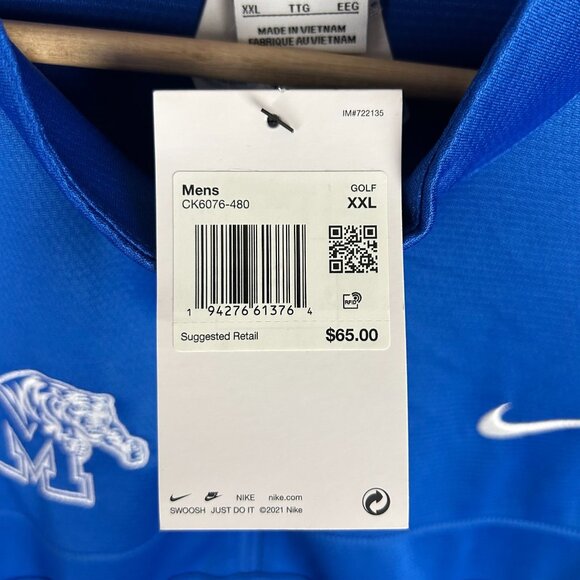 XXL TTG EEG
MADE IN VIETNAM
FABRIQUE AU VIETNAM
IM#722135
Mens
CK6076-480
GOLF
XXL
1 94276 61376 4
RFID
Suggested Retail
$65.00
NIKE nike.com
SWOOSH JUST DO IT ©2021 Nike
M